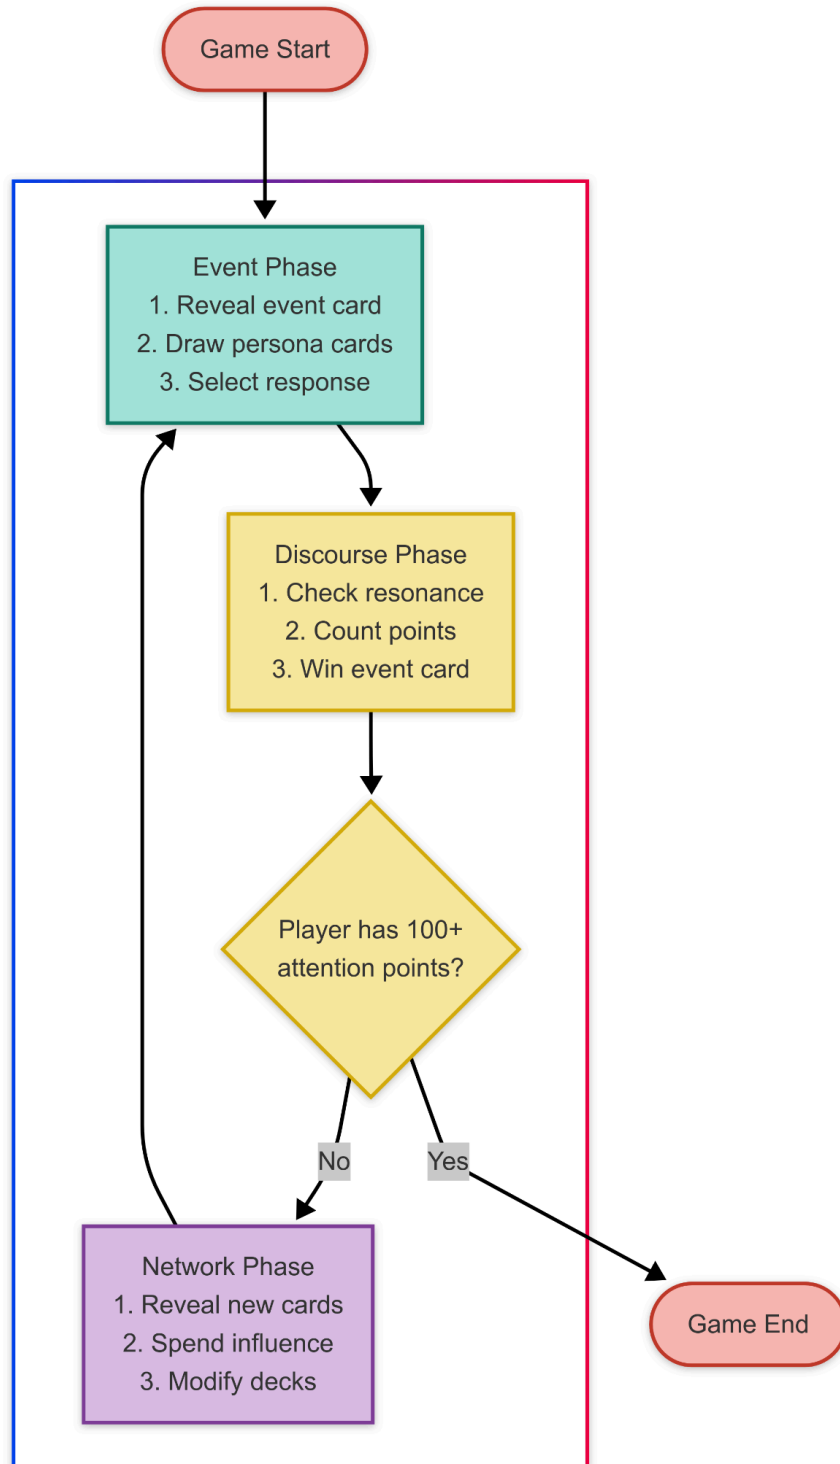 Game Start
Event Phase
1. Reveal event card
2. Draw persona cards
3. Select response
Discourse Phase
1. Check resonance
2. Count points
3. Win event card
Player has 100+
attention points?
No
Yes
Network Phase
1. Reveal new cards
2. Spend influence
3. Modify decks
Game End